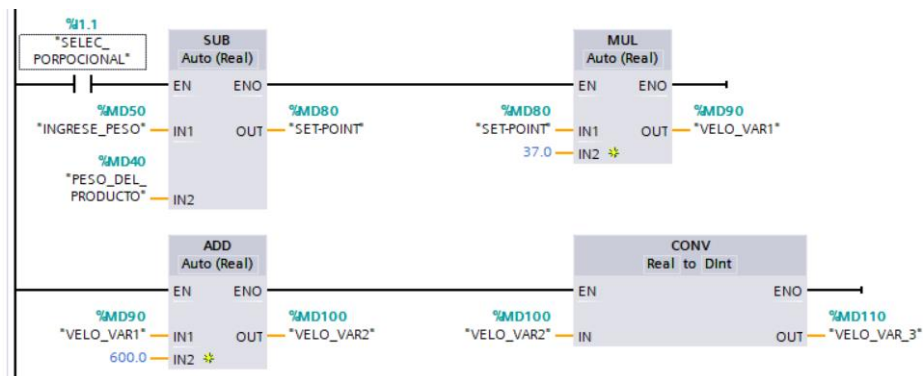 %I1.1
"SELEC_
PORPOCIONAL"
SUB
Auto (Real)
EN ENO
%MD50
"INGRESE_PESO" IN1
OUT
%MD80
"SET-POINT"
%MD40
"PESO_DEL_
PRODUCTO" IN2
MUL
Auto (Real)
EN ENO
%MD80
"SET-POINT" IN1
37.0 IN2
OUT
%MD90
"VELO_VAR1"
ADD
Auto (Real)
EN ENO
%MD90
"VELO_VAR1" IN1
600.0 IN2
OUT
%MD100
"VELO_VAR2"
CONV
Real to DInt
EN ENO
%MD100
"VELO_VAR2" IN
OUT
%MD110
"VELO_VAR_3"